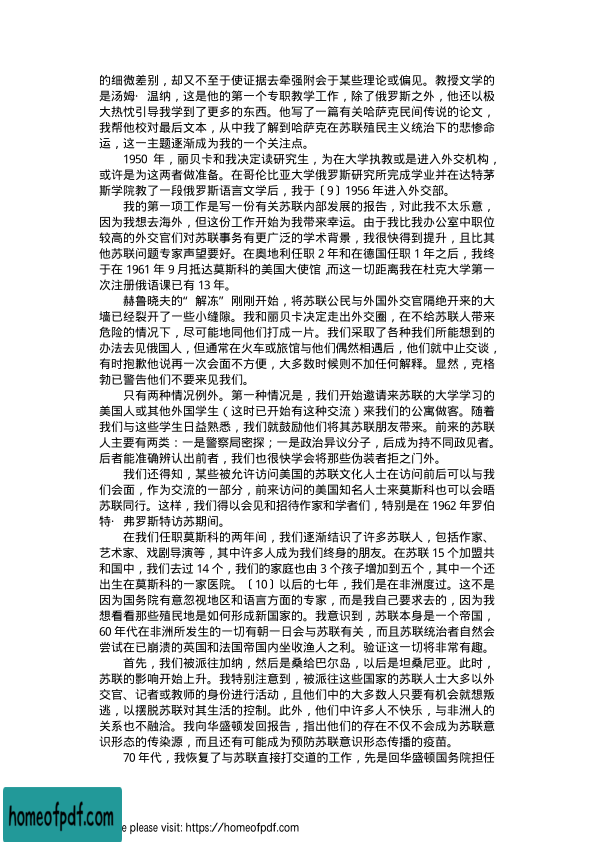 的细微差别，却又不至于使证据去牵强附会于某些理论或偏见。教授文学的
是汤姆·温纳，这是他的第一个专职教学工作，除了俄罗斯之外，他还以极
大热忱引导我学到了更多的东西。他写了一篇有关哈萨克民间传说的论文，
我帮他校对最后文本，从中我了解到哈萨克在苏联殖民主义统治下的悲惨命
运，这一主题逐渐成为我的一个关注点。
1950 年，丽贝卡和我决定读研究生，为在大学执教或是进入外交机构，
或许是为这两者做准备。在哥伦比亚大学俄罗斯研究所完成学业并在达特茅
斯学院教了一段俄罗斯语言文学后，我于〔9〕1956年进入外交部。
我的第一项工作是写一份有关苏联内部发展的报告，对此我不太乐意，
因为我想去海外，但这份工作开始为我带来幸运。由于我比我办公室中职位
较高的外交官们对苏联事务有更广泛的学术背景，我很快得到提升，且比其
他苏联问题专家声望要好。在奥地利任职 2 年和在德国任职 1 年之后，我终
于在 1961 年 9 月抵达莫斯科的美国大使馆，而这一切距离我在杜克大学第一
次注册俄语课已有 13 年。
赫鲁晓夫的“解冻”刚刚开始，将苏联公民与外国外交官隔绝开来的大
墙已经裂开了一些小缝隙。我和丽贝卡决定走出外交圈，在不给苏联人带来
危险的情况下，尽可能地同他们打成一片。我们采取了各种我们所能想到的
办法去见俄国人，但通常在火车或旅馆与他们偶然相遇后，他们就中止交谈，
有时抱歉他说再一次会面不方便，大多数时候则不加任何解释。显然，克格
勃已警告他们不要来见我们。
只有两种情况例外。第一种情况是，我们开始邀请来苏联的大学学习的
美国人或其他外国学生（这时已开始有这种交流）来我们的公寓做客。随着
我们与这些学生日益熟悉，我们就鼓励他们将其苏联朋友带来。前来的苏联
人主要有两类：一是警察局密探；一是政治异议分子，后成为持不同政见者。
后者能准确辨认出前者，我们也很快学会将那些伪装者拒之门外。
我们还得知，某些被允许访问美国的苏联文化人士在访问前后可以与我
们会面，作为交流的一部分，前来访问的美国知名人士来莫斯科也可以会晤
苏联同行。这样，我们得以会见和招待作家和学者们，特别是在 1962 年罗伯
特·弗罗斯特访苏期间。
在我们任职莫斯科的两年间，我们逐渐结识了许多苏联人，包括作家、
艺术家、戏剧导演等，其中许多人成为我们终身的朋友。在苏联 15 个加盟共
和国中，我们去过 14 个，我们的家庭也由 3 个孩子增加到五个，其中一个还
出生在莫斯科的一家医院。〔10〕以后的七年，我们是在非洲度过。这不是
因为国务院有意忽视地区和语言方面的专家，而是我自己要求去的，因为我
想看看那些殖民地是如何形成新国家的。我意识到，苏联本身是一个帝国，
60 年代在非洲所发生的一切有朝一日会与苏联有关，而且苏联统治者自然会
尝试在已崩溃的英国和法国帝国内坐收渔人之利。验证这一切将非常有趣。
首先，我们被派往加纳，然后是桑给巴尔岛，以后是坦桑尼亚。此时，
苏联的影响开始上升。我特别注意到，被派往这些国家的苏联人士大多以外
交官、记者或教师的身份进行活动，且他们中的大多数人只要有机会就想叛
逃，以摆脱苏联对其生活的控制。此外，他们中许多人不快乐，与非洲人的
关系也不融洽。我向华盛顿发回报告，指出他们的存在不仅不会成为苏联意
识形态的传染源，而且还有可能成为预防苏联意识形态传播的疫苗。
70 年代，我恢复了与苏联直接打交道的工作，先是回华盛顿国务院担任
homeofpdf.com
e please visit: https://homeofpdf.com